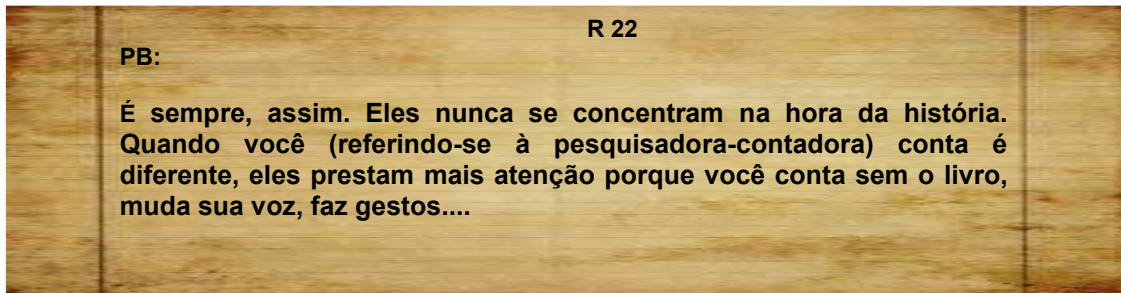 R 22
PB:
É sempre, assim. Eles nunca se concentram na hora da história.
Quando você (referindo-se à pesquisadora-contadora) conta é
diferente, eles prestam mais atenção porque você conta sem o livro,
muda sua voz, faz gestos....